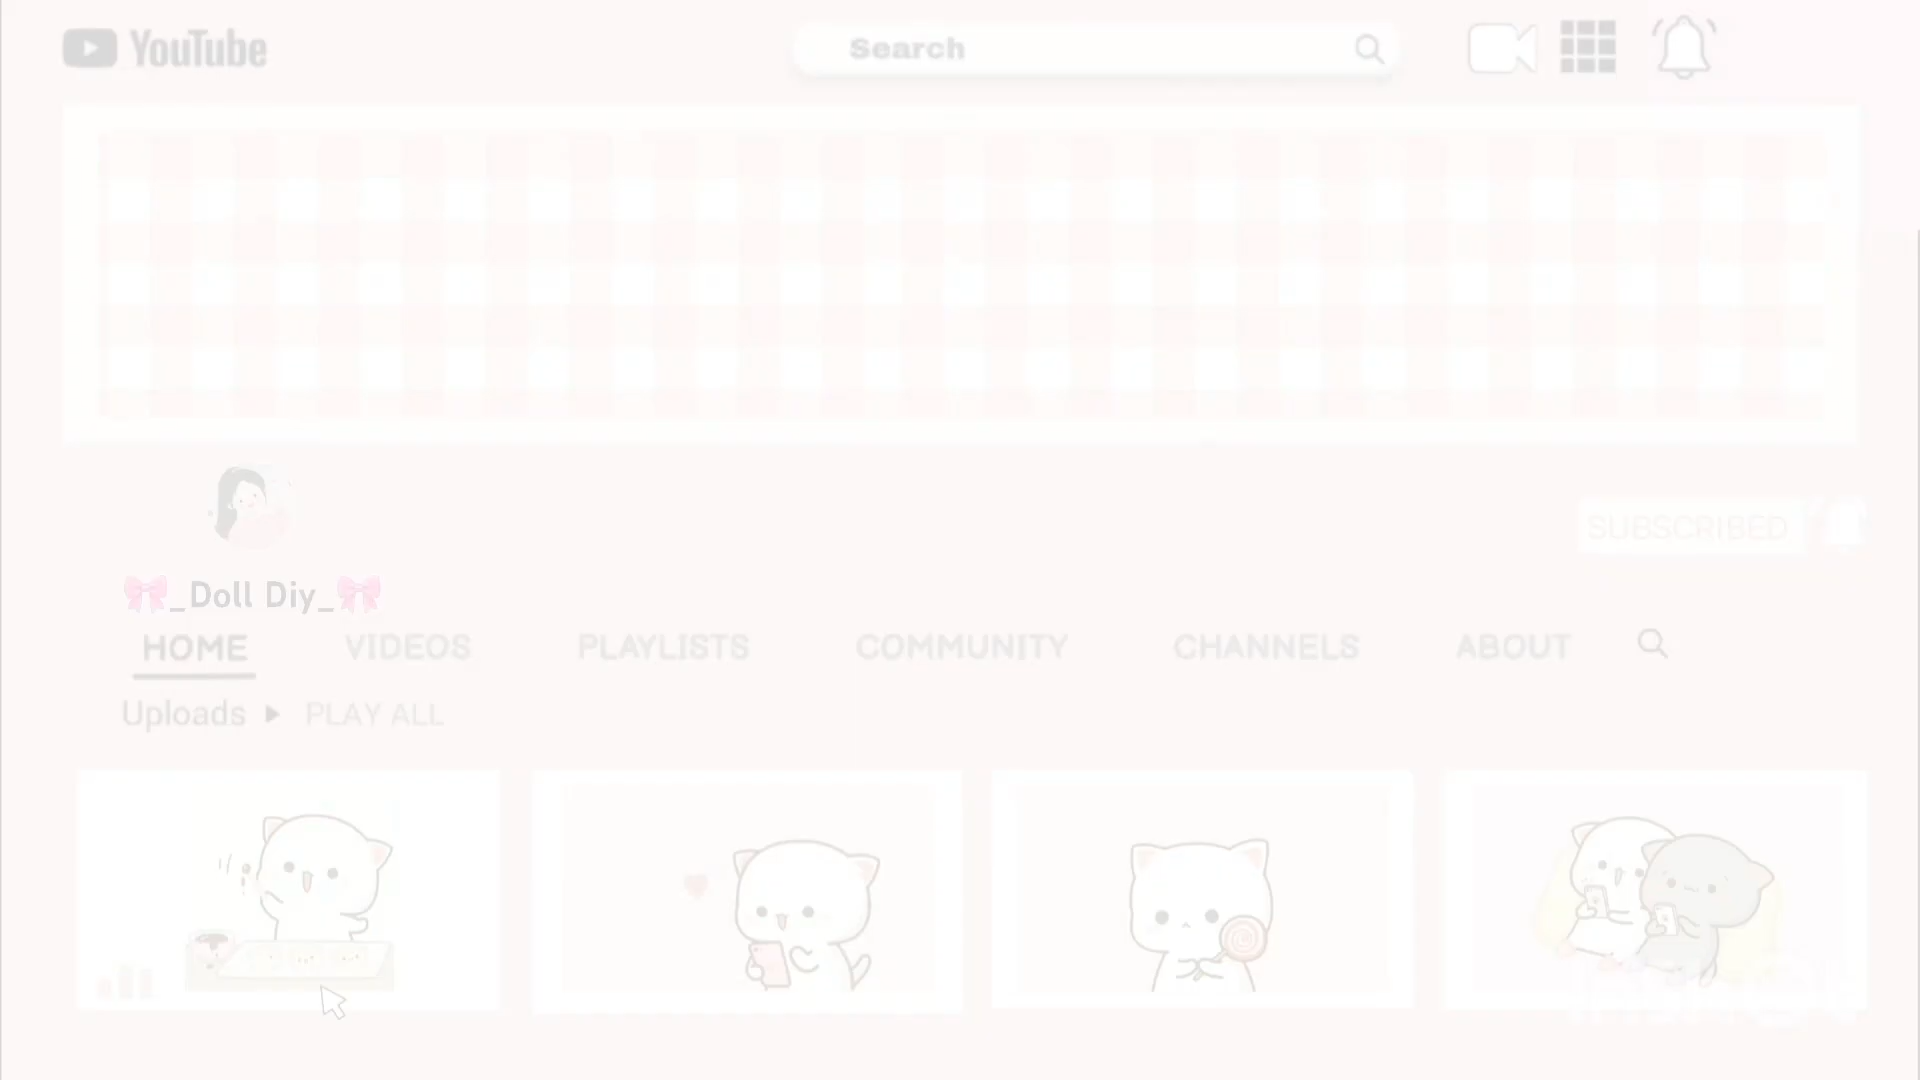 YouTube
Search
SUBSCRIBED
🎀_Doll Diy_🎀
HOME VIDEOS PLAYLISTS COMMUNITY CHANNELS ABOUT
Uploads ▶ PLAY ALL